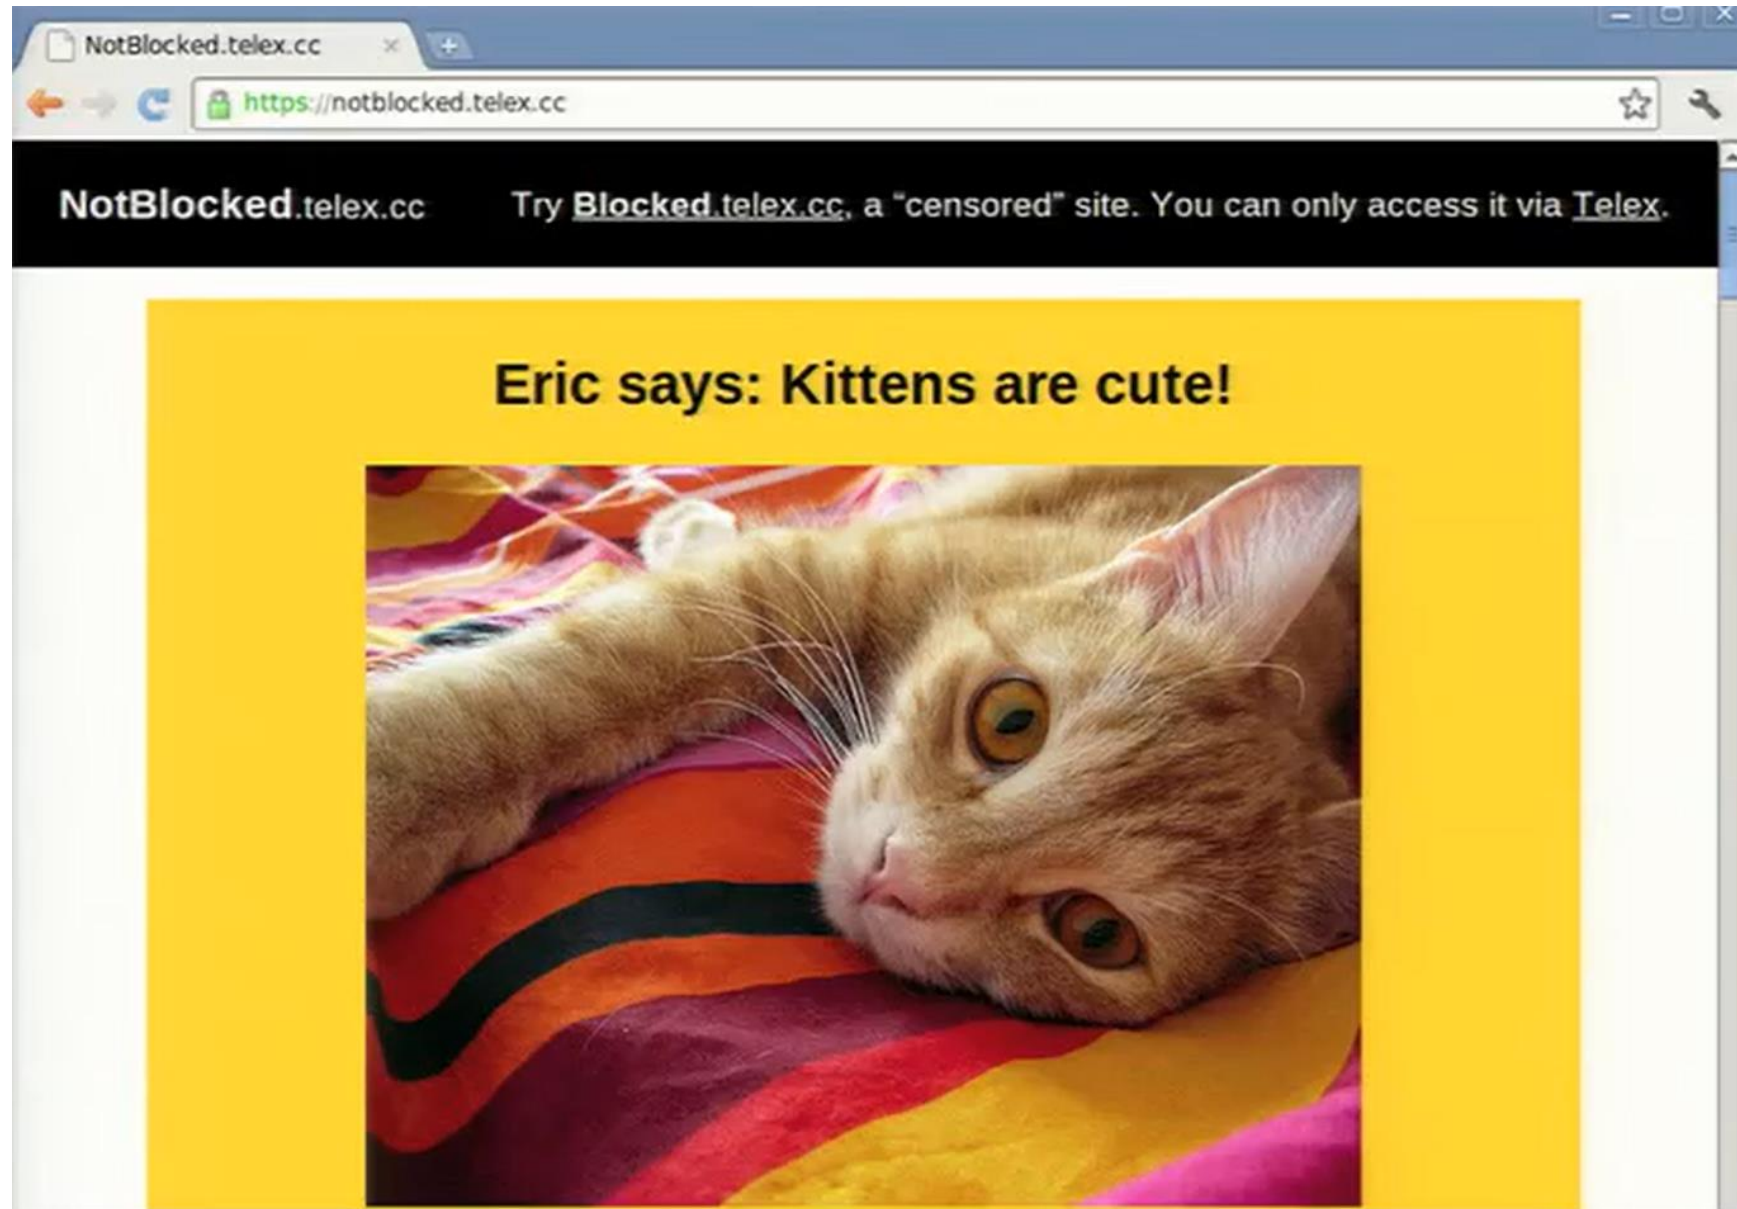 NotBlocked.telex.cc
https://notblocked.telex.cc
NotBlocked.telex.cc Try Blocked.telex.cc, a “censored” site. You can only access it via Telex.
Eric says: Kittens are cute!